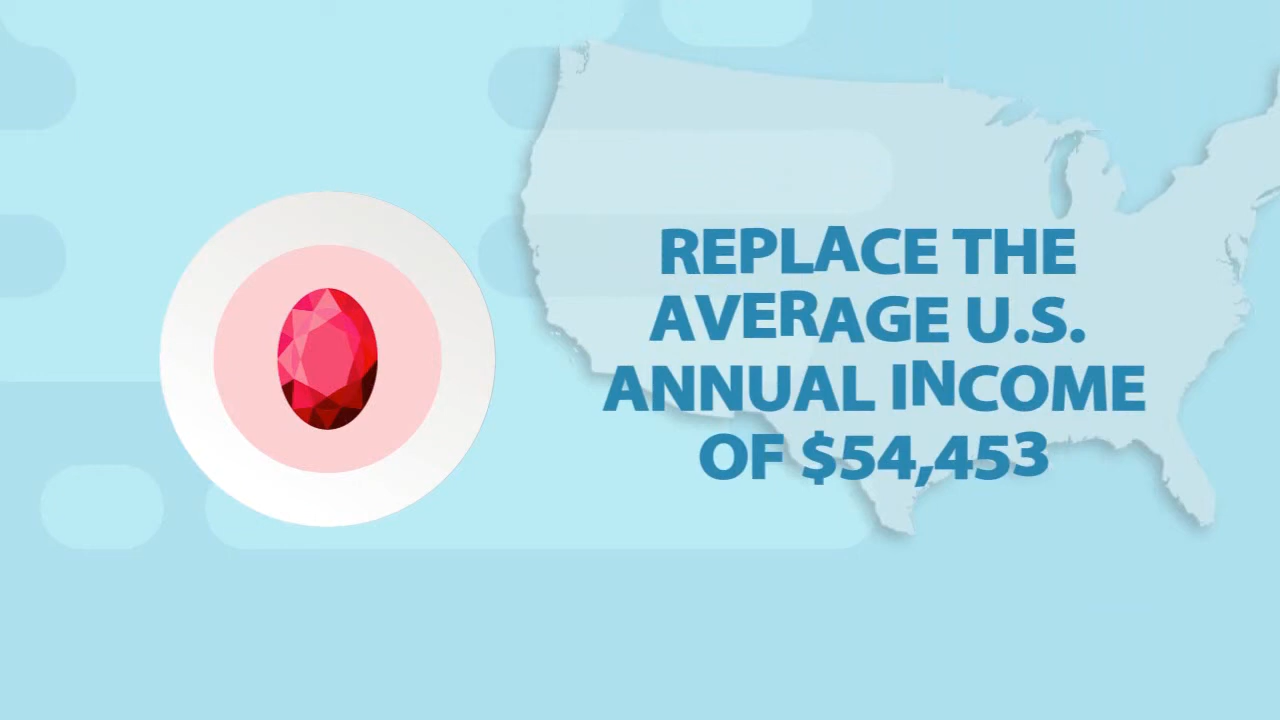 REPLACE THE
AVERAGE U.S.
ANNUAL INCOME
OF $54,453